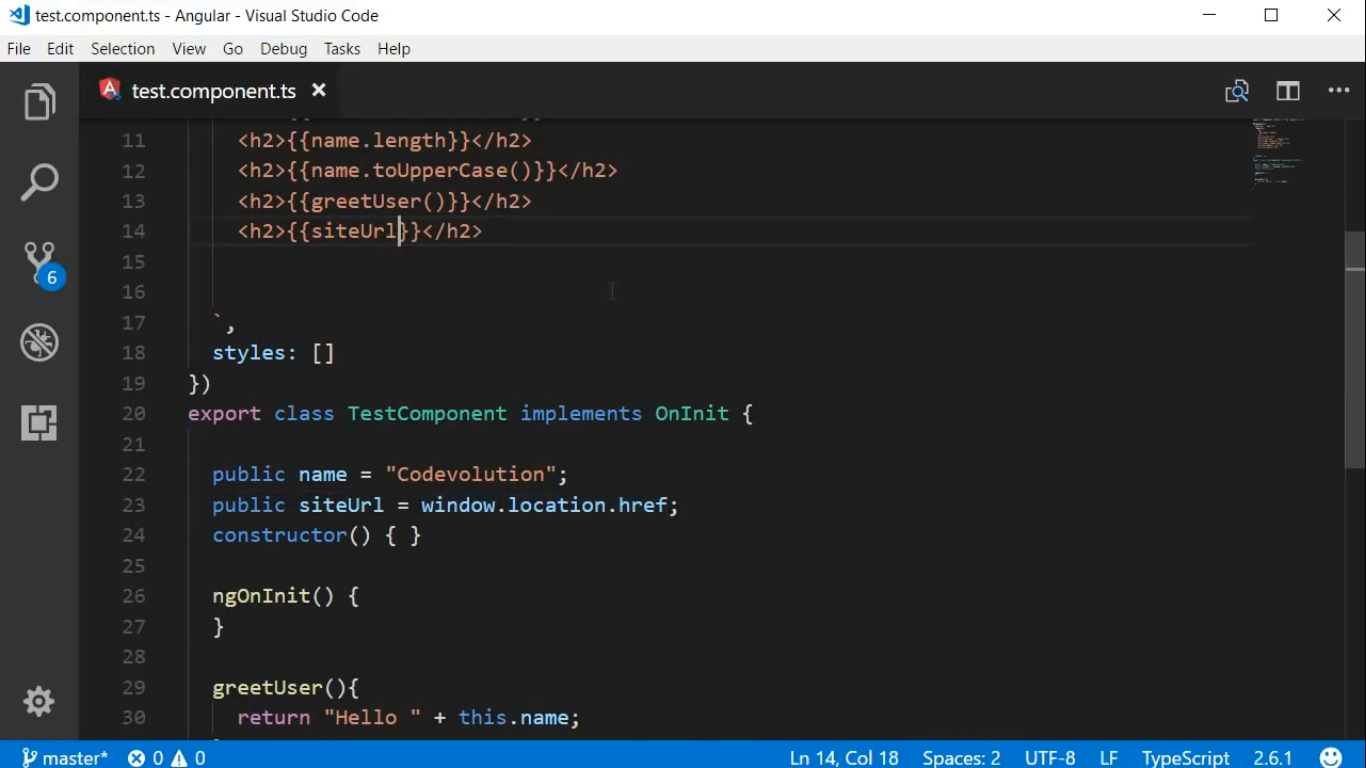 test.component.ts - Angular - Visual Studio Code
File Edit Selection View Go Debug Tasks Help
test.component.ts
11 <h2>{{name.length}}</h2>
12 <h2>{{name.toUpperCase()}}</h2>
13 <h2>{{greetUser()}}</h2>
14 <h2>{{siteUrl}}</h2>
15
16
17 `,
18 styles: []
19 })
20 export class TestComponent implements OnInit {
21
22 public name = "Codevolution";
23 public siteUrl = window.location.href;
24 constructor() { }
25
26 ngOnInit() {
27 }
28
29 greetUser(){
30 return "Hello " + this.name;
6
master* 0 0 Ln 14, Col 18 Spaces: 2 UTF-8 LF TypeScript 2.6.1